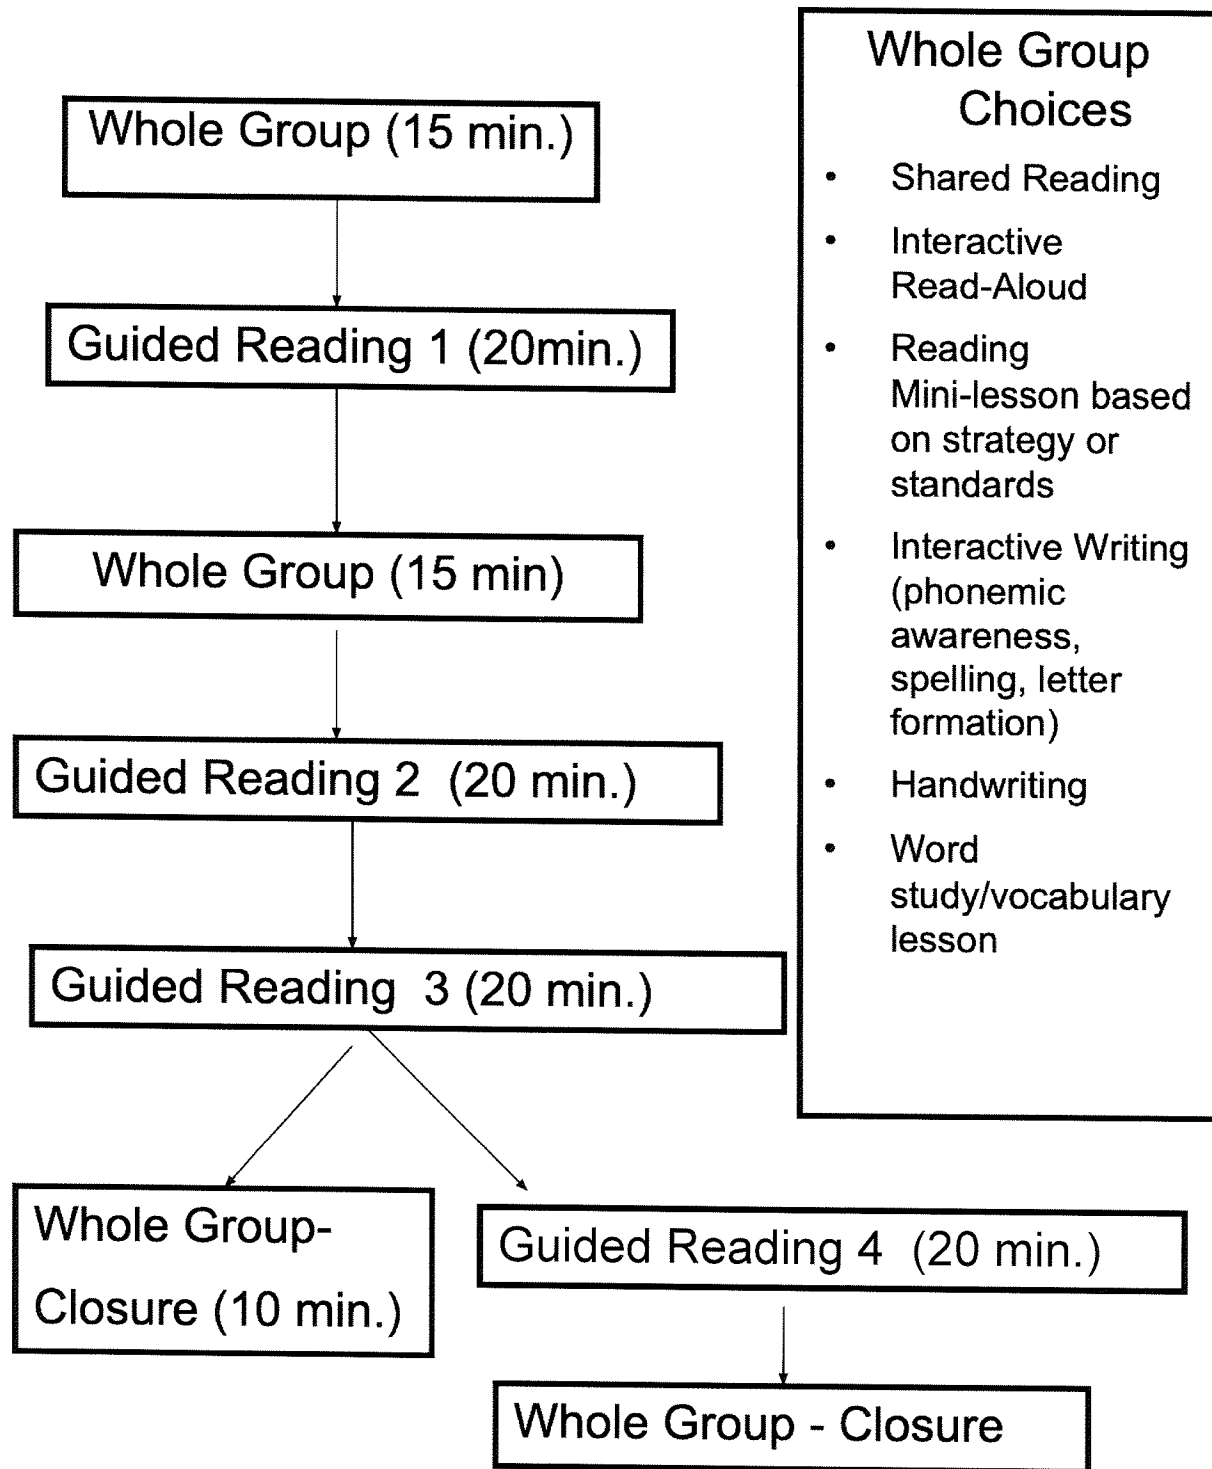 Whole Group (15 min.)
Guided Reading 1 (20min.)
Whole Group (15 min)
Guided Reading 2 (20 min.)
Guided Reading 3 (20 min.)
Whole Group-
Closure (10 min.)
Guided Reading 4 (20 min.)
Whole Group - Closure
Whole Group
Choices
• Shared Reading
• Interactive
Read-Aloud
• Reading
Mini-lesson based
on strategy or
standards
• Interactive Writing
(phonemic
awareness,
spelling, letter
formation)
• Handwriting
• Word
study/vocabulary
lesson